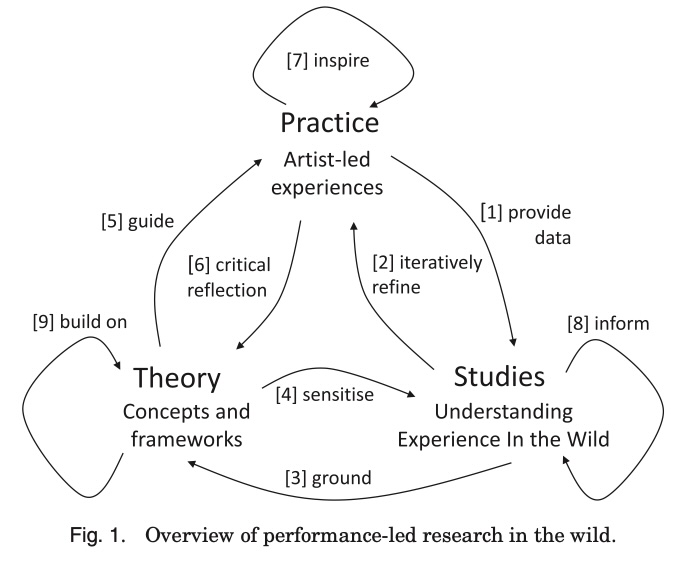 [7] inspire
Practice
Artist-led
experiences
[5] guide
[1] provide
data
[6] critical
reflection
[2] iteratively
refine
[9] build on
[8] inform
Theory
Concepts and
frameworks
[4] sensitise
Studies
Understanding
Experience In the Wild
[3] ground
Fig. 1. Overview of performance-led research in the wild.